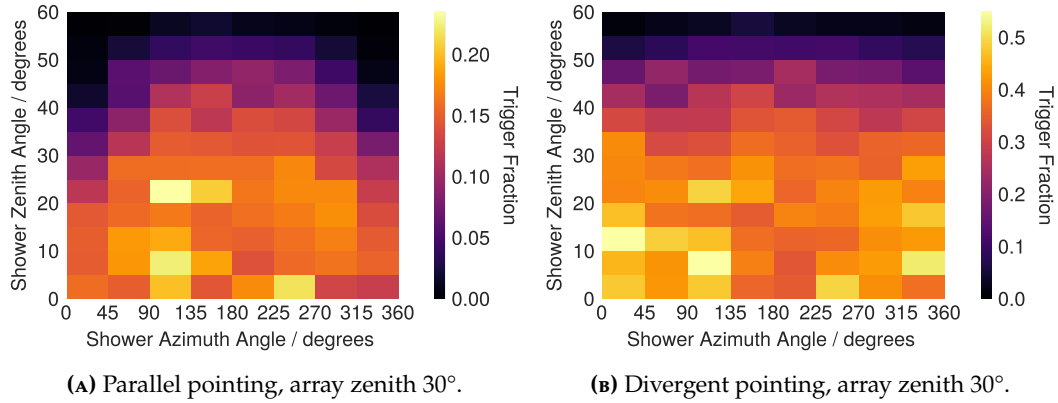 60
50
40
30
20
10
0
0 45 90 135 180 225 270 315 360
Shower Zenith Angle / degrees
Shower Azimuth Angle / degrees
0.20
0.15
0.10
0.05
0.00
Trigger Fraction
(A) Parallel pointing, array zenith 30°.
60
50
40
30
20
10
0
0 45 90 135 180 225 270 315 360
Shower Zenith Angle / degrees
Shower Azimuth Angle / degrees
0.5
0.4
0.3
0.2
0.1
0.0
Trigger Fraction
(B) Divergent pointing, array zenith 30°.